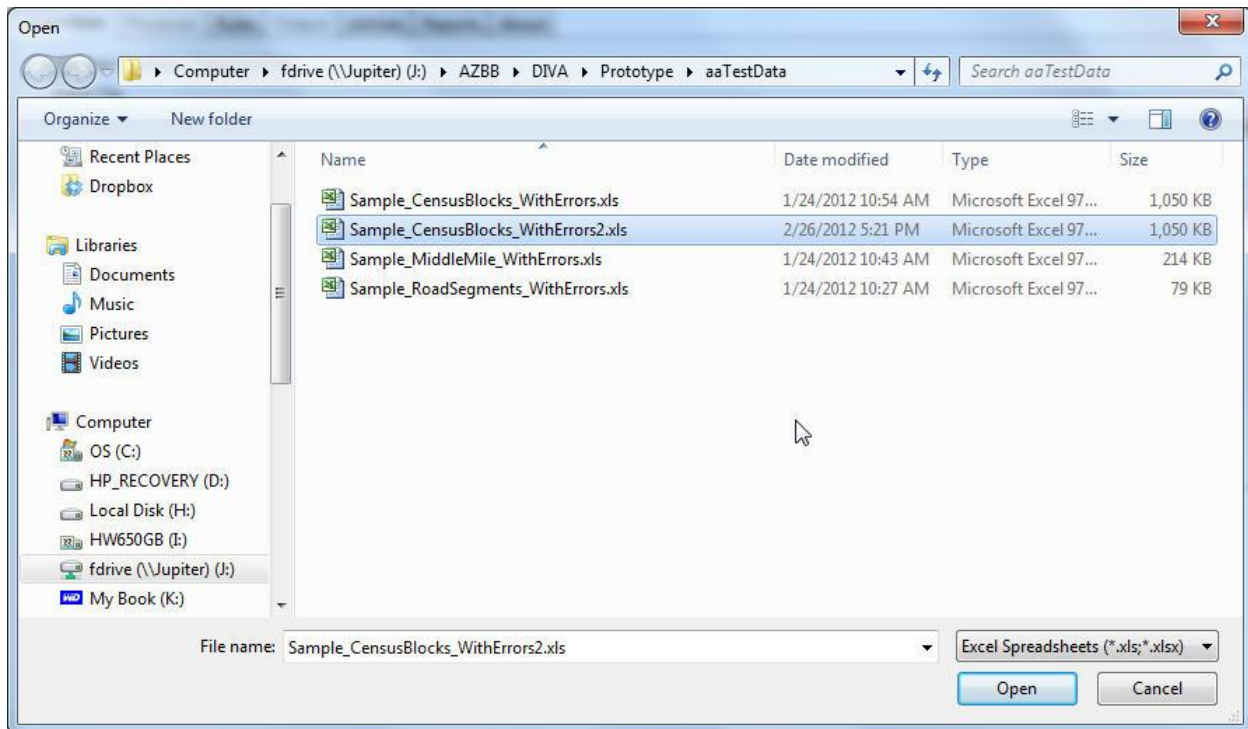 Open
Computer ▸ fdrive (\\Jupiter) (J:) ▸ AZBB ▸ DIVA ▸ Prototype ▸ aaTestData
Search aaTestData
Organize New folder
Recent Places
Dropbox
Libraries
Documents
Music
Pictures
Videos
Computer
OS (C:)
HP_RECOVERY (D:)
Local Disk (H:)
HW650GB (I:)
fdrive (\\Jupiter) (J:)
My Book (K:)
Name Date modified Type Size
Sample_CensusBlocks_WithErrors.xls 1/24/2012 10:54 AM Microsoft Excel 97... 1,050 KB
Sample_CensusBlocks_WithErrors2.xls 2/26/2012 5:21 PM Microsoft Excel 97... 1,050 KB
Sample_MiddleMile_WithErrors.xls 1/24/2012 10:43 AM Microsoft Excel 97... 214 KB
Sample_RoadSegments_WithErrors.xls 1/24/2012 10:27 AM Microsoft Excel 97... 79 KB
File name: Sample_CensusBlocks_WithErrors2.xls Excel Spreadsheets (*.xls;*.xlsx)
Open Cancel